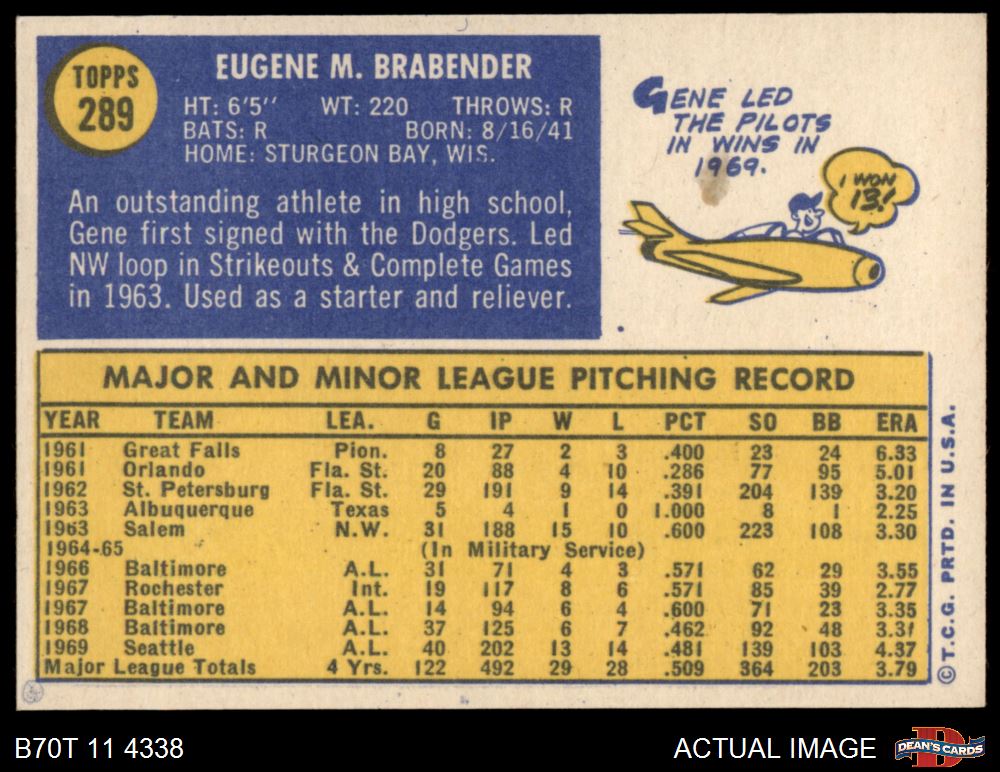 TOPPS
289
EUGENE M. BRABENDER
HT: 6'5" WT: 220 THROWS: R
BATS: R BORN: 8/16/41
HOME: STURGEON BAY, WIS.
An outstanding athlete in high school,
Gene first signed with the Dodgers. Led
NW loop in Strikeouts & Complete Games
in 1963. Used as a starter and reliever.
GENE LED
THE PILOTS
IN WINS IN
1969.
I WON
13!
MAJOR AND MINOR LEAGUE PITCHING RECORD
YEAR TEAM LEA. G IP W L PCT SO BB ERA
1961 Great Falls Pion. 8 27 2 3 .400 23 24 6.33
1961 Orlando Fla. St. 20 88 4 10 .286 77 95 5.01
1962 St. Petersburg Fla. St. 29 191 9 14 .391 204 139 3.20
1963 Albuquerque Texas 5 4 1 0 1.000 8 1 2.25
1963 Salem N.W. 31 188 15 10 .600 223 108 3.30
1964-65 (In Military Service)
1966 Baltimore A.L. 31 71 4 3 .571 62 29 3.55
1967 Rochester Int. 19 117 8 6 .571 85 39 2.77
1967 Baltimore A.L. 14 94 6 4 .600 71 23 3.35
1968 Baltimore A.L. 37 125 6 7 .462 92 48 3.31
1969 Seattle A.L. 40 202 13 14 .481 139 103 4.37
Major League Totals 4 Yrs. 122 492 29 28 .509 364 203 3.79
© T.C.G. PRTD. IN U.S.A.
B70T 11 4338
ACTUAL IMAGE
DEAN'S CARDS